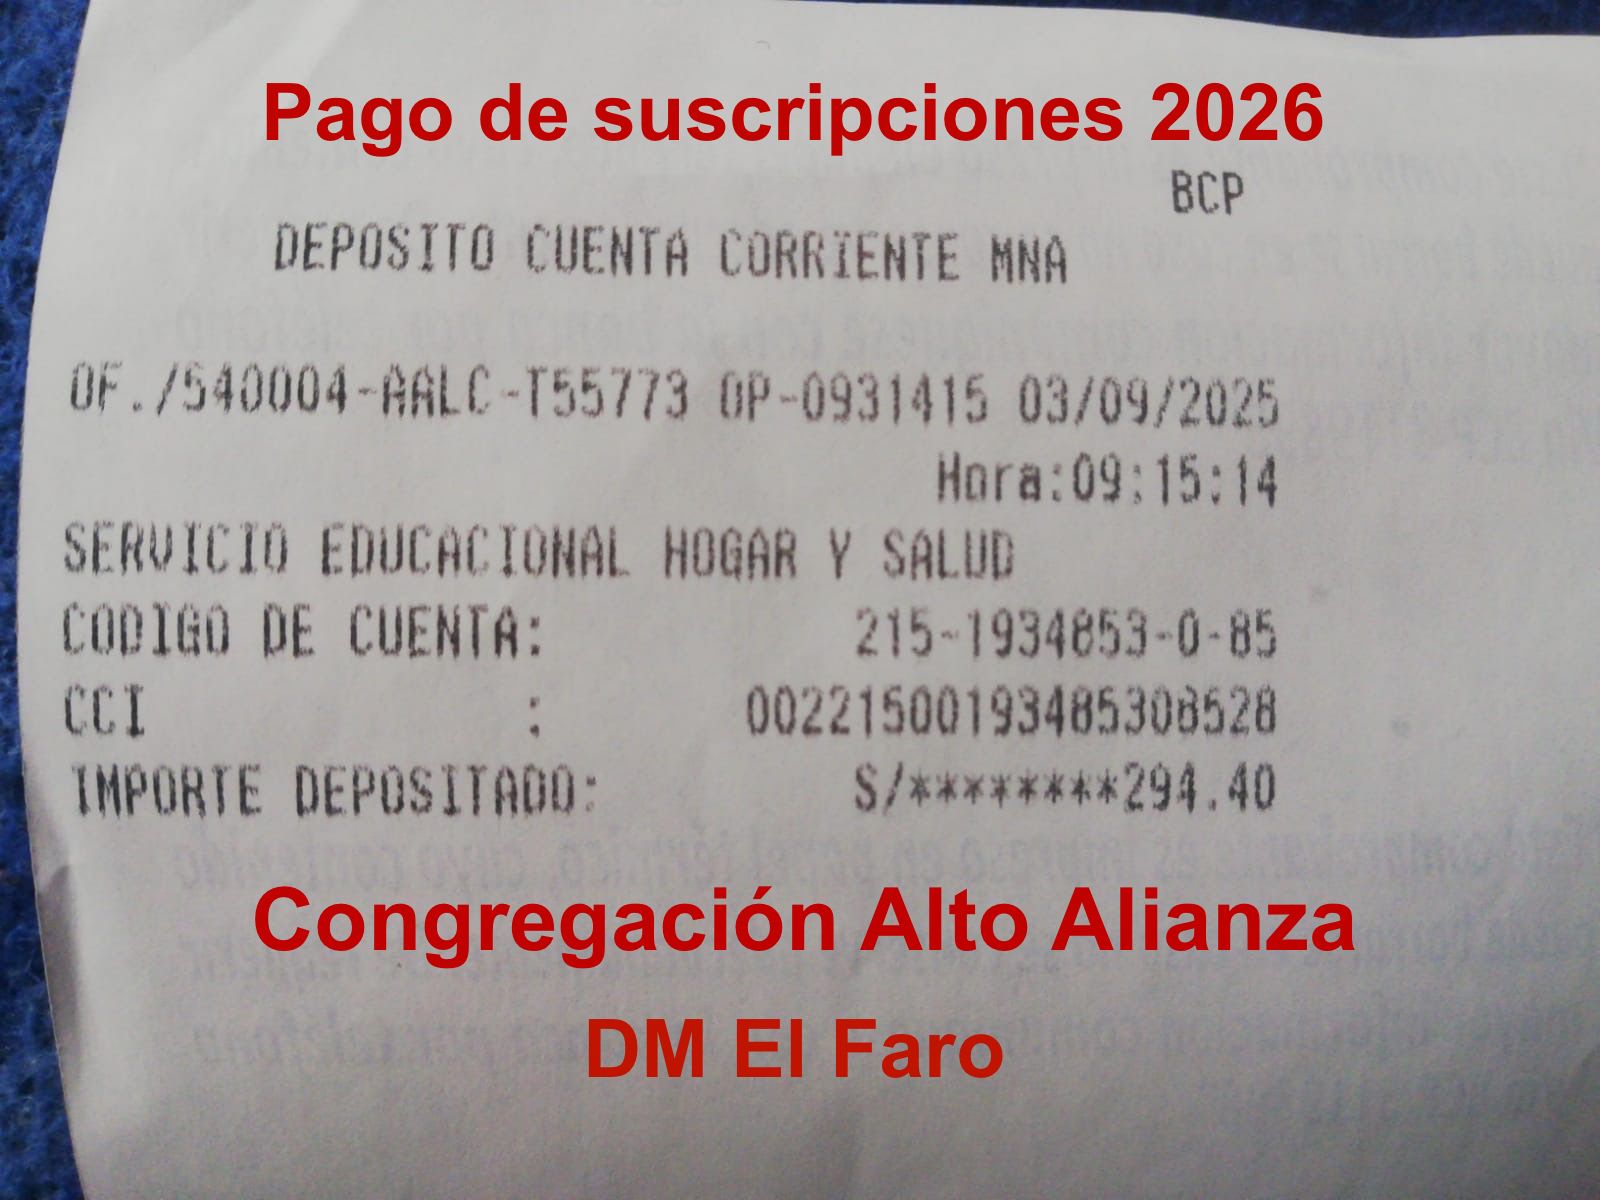 Pago de suscripciones 2026
BCP
DEPOSITO CUENTA CORRIENTE MNA
OF./540004-AALC-T55773 OP-0931415 03/09/2025
Hora:09:15:14
SERVICIO EDUCACIONAL HOGAR Y SALUD
CODIGO DE CUENTA: 215-1934853-0-85
CCI : 00221500193485308528
IMPORTE DEPOSITADO: S/********294.40
Congregación Alto Alianza
DM El Faro